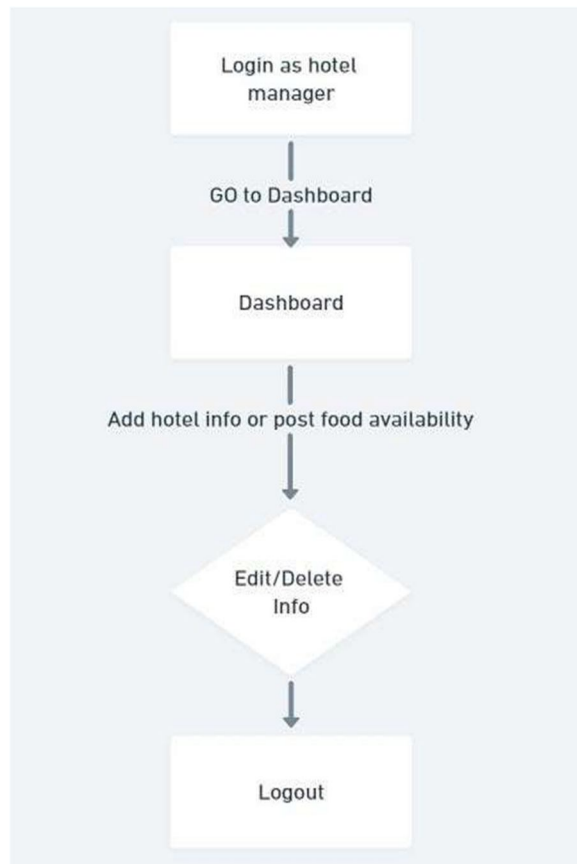 Login as hotel
manager
GO to Dashboard
Dashboard
Add hotel info or post food availability
Edit/Delete
Info
Logout